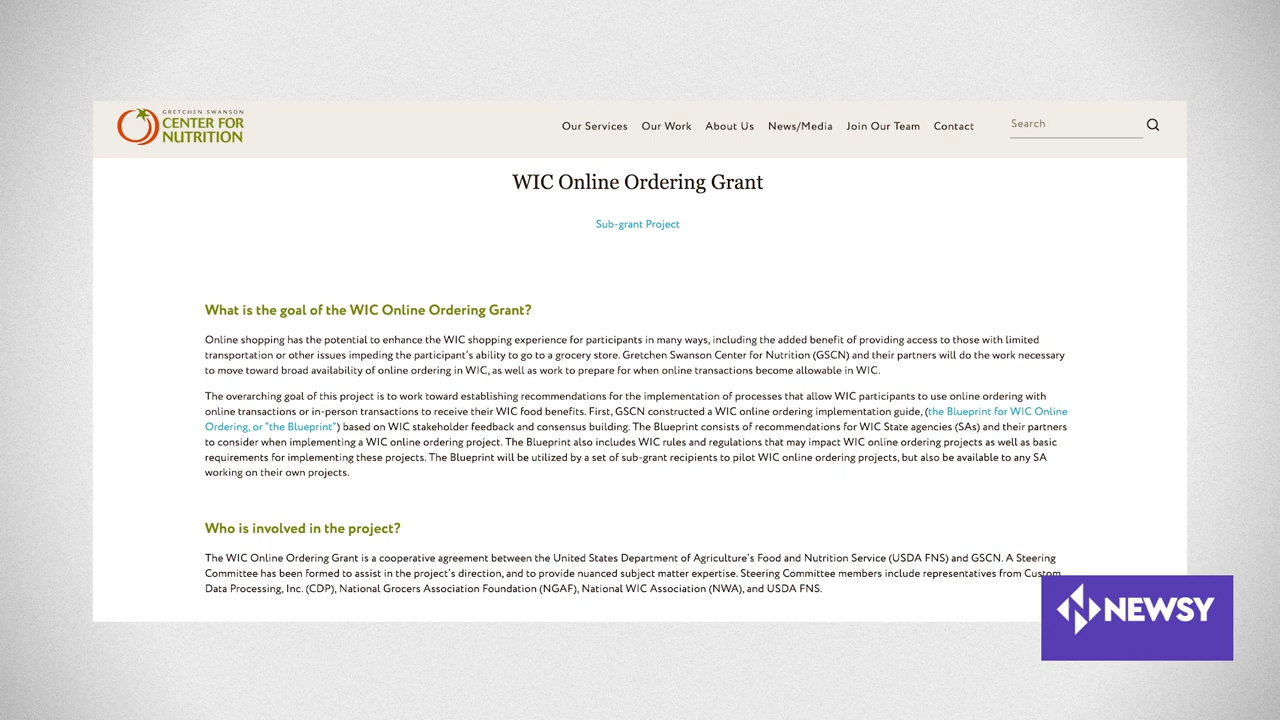 GRETCHEN SWANSON
CENTER FOR
NUTRITION
Our Services Our Work About Us News/Media Join Our Team Contact Search
WIC Online Ordering Grant
Sub-grant Project
What is the goal of the WIC Online Ordering Grant?
Online shopping has the potential to enhance the WIC shopping experience for participants in many ways, including the added benefit of providing access to those with limited
transportation or other issues impeding the participant's ability to go to a grocery store. Gretchen Swanson Center for Nutrition (GSCN) and their partners will do the work necessary
to move toward broad availability of online ordering in WIC, as well as work to prepare for when online transactions become allowable in WIC.
The overarching goal of this project is to work toward establishing recommendations for the implementation of processes that allow WIC participants to use online ordering with
online transactions or in-person transactions to receive their WIC food benefits. First, GSCN constructed a WIC online ordering implementation guide, (the Blueprint for WIC Online
Ordering, or "the Blueprint") based on WIC stakeholder feedback and consensus building. The Blueprint consists of recommendations for WIC State agencies (SAs) and their partners
to consider when implementing a WIC online ordering project. The Blueprint also includes WIC rules and regulations that may impact WIC online ordering projects as well as basic
requirements for implementing these projects. The Blueprint will be utilized by a set of sub-grant recipients to pilot WIC online ordering projects, but also be available to any SA
working on their own projects.
Who is involved in the project?
The WIC Online Ordering Grant is a cooperative agreement between the United States Department of Agriculture's Food and Nutrition Service (USDA FNS) and GSCN. A Steering
Committee has been formed to assist in the project's direction, and to provide nuanced subject matter expertise. Steering Committee members include representatives from Custom
Data Processing, Inc. (CDP), National Grocers Association Foundation (NGAF), National WIC Association (NWA), and USDA FNS.
NEWSY